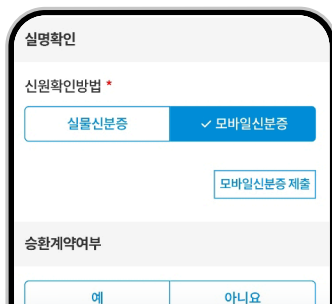 실명확인
신원확인방법 *
실물신분증
✓ 모바일신분증
모바일신분증 제출
승환계약여부
예
아니요